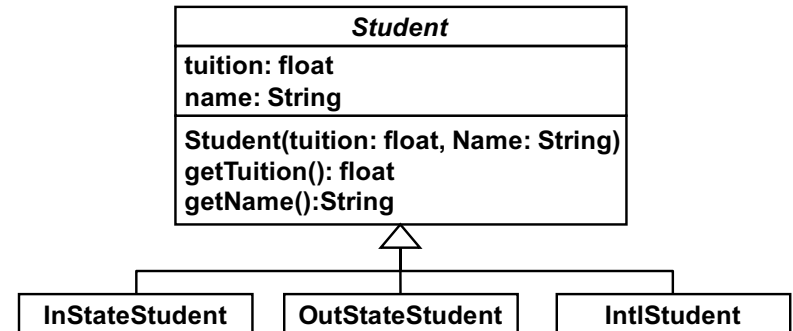 Student
tuition: float
name: String
Student(tuition: float, Name: String)
getTuition(): float
getName():String
InStateStudent
OutStateStudent
IntlStudent